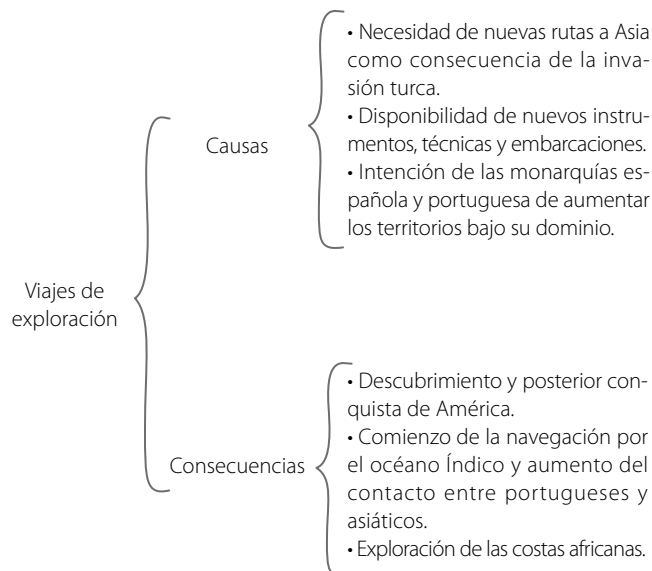 • Necesidad de nuevas rutas a Asia
como consecuencia de la inva-
sión turca.
• Disponibilidad de nuevos instru-
mentos, técnicas y embarcaciones.
• Intención de las monarquías es-
pañola y portuguesa de aumentar
los territorios bajo su dominio.
Causas
Viajes de
exploración
• Descubrimiento y posterior con-
quista de América.
• Comienzo de la navegación por
el océano Índico y aumento del
contacto entre portugueses y
asiáticos.
• Exploración de las costas africanas.
Consecuencias